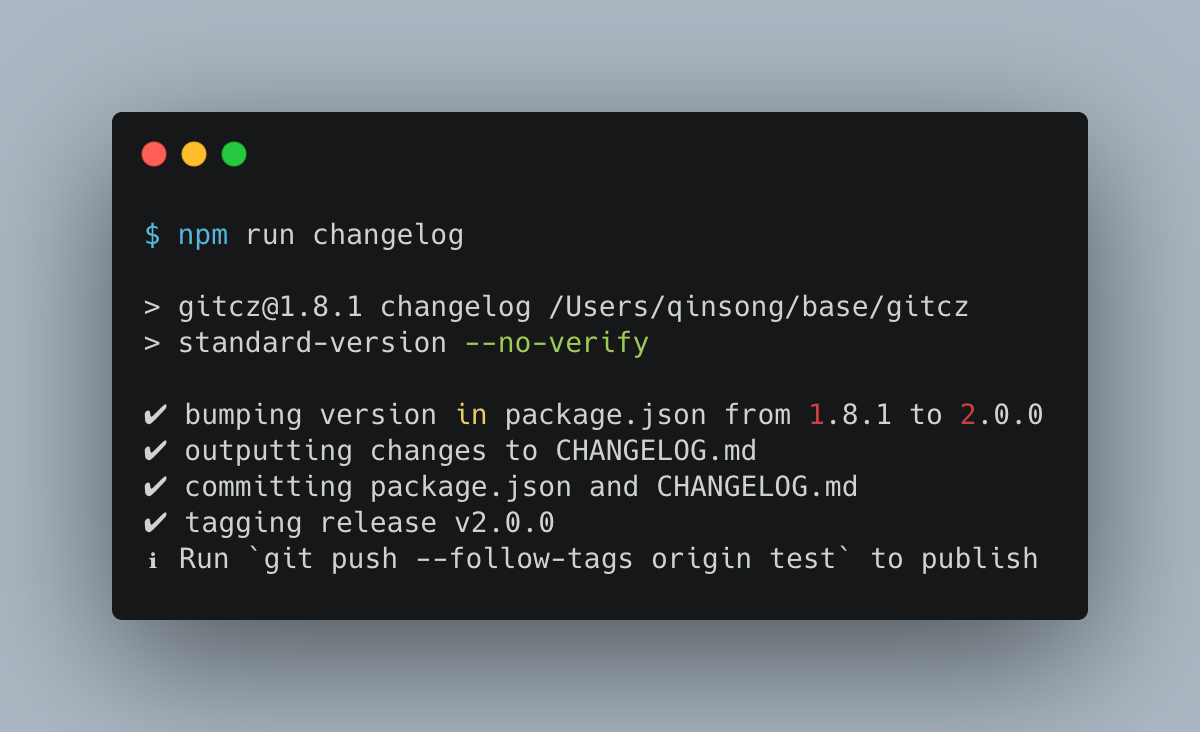 $ npm run changelog
> gitcz@1.8.1 changelog /Users/qinsong/base/gitcz
> standard-version --no-verify
✔ bumping version in package.json from 1.8.1 to 2.0.0
✔ outputting changes to CHANGELOG.md
✔ committing package.json and CHANGELOG.md
✔ tagging release v2.0.0
ℹ Run `git push --follow-tags origin test` to publish